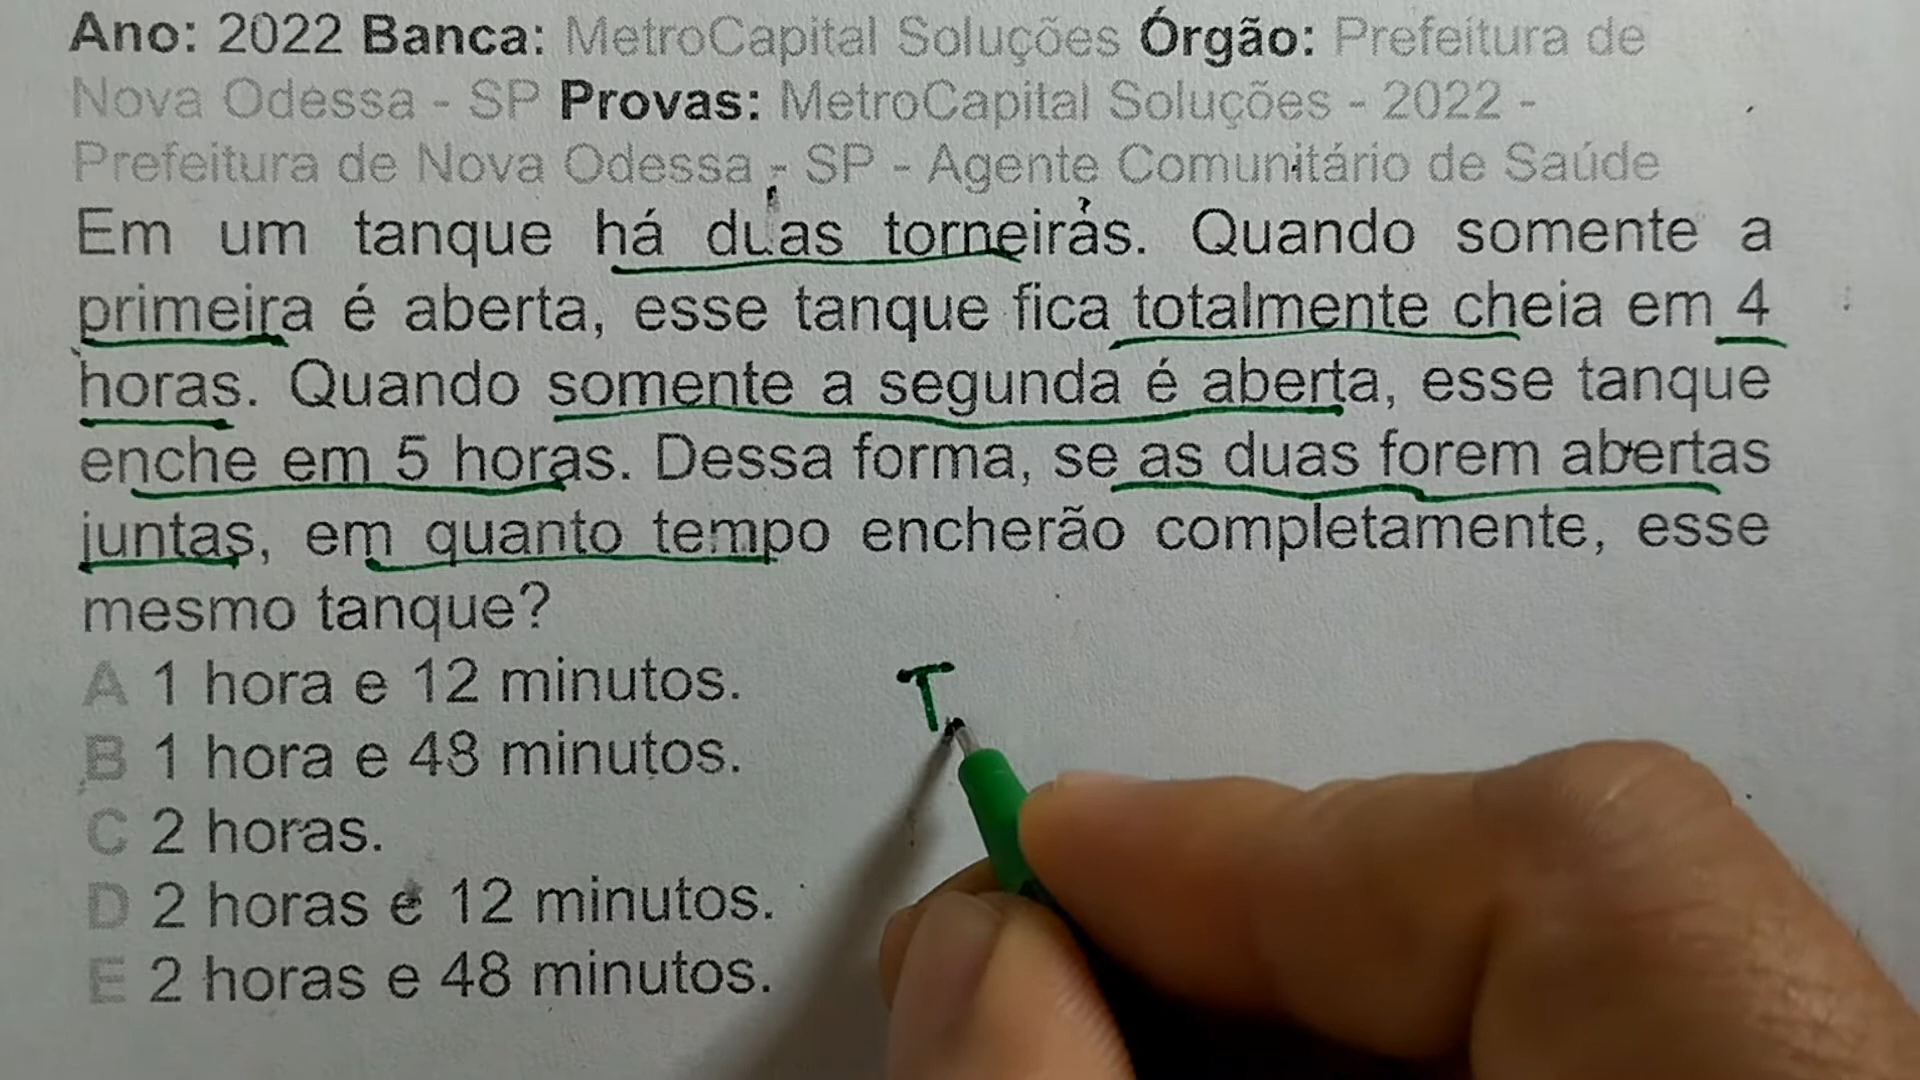 Ano: 2022 Banca: MetroCapital Soluções Órgão: Prefeitura de
Nova Odessa - SP Provas: MetroCapital Soluções - 2022 -
Prefeitura de Nova Odessa - SP - Agente Comunitário de Saúde
Em um tanque há duas torneiras. Quando somente a
primeira é aberta, esse tanque fica totalmente cheia em 4
horas. Quando somente a segunda é aberta, esse tanque
enche em 5 horas. Dessa forma, se as duas forem abertas
juntas, em quanto tempo encherão completamente, esse
mesmo tanque?
A 1 hora e 12 minutos.
T
B 1 hora e 48 minutos.
C 2 horas.
D 2 horas e 12 minutos.
E 2 horas e 48 minutos.